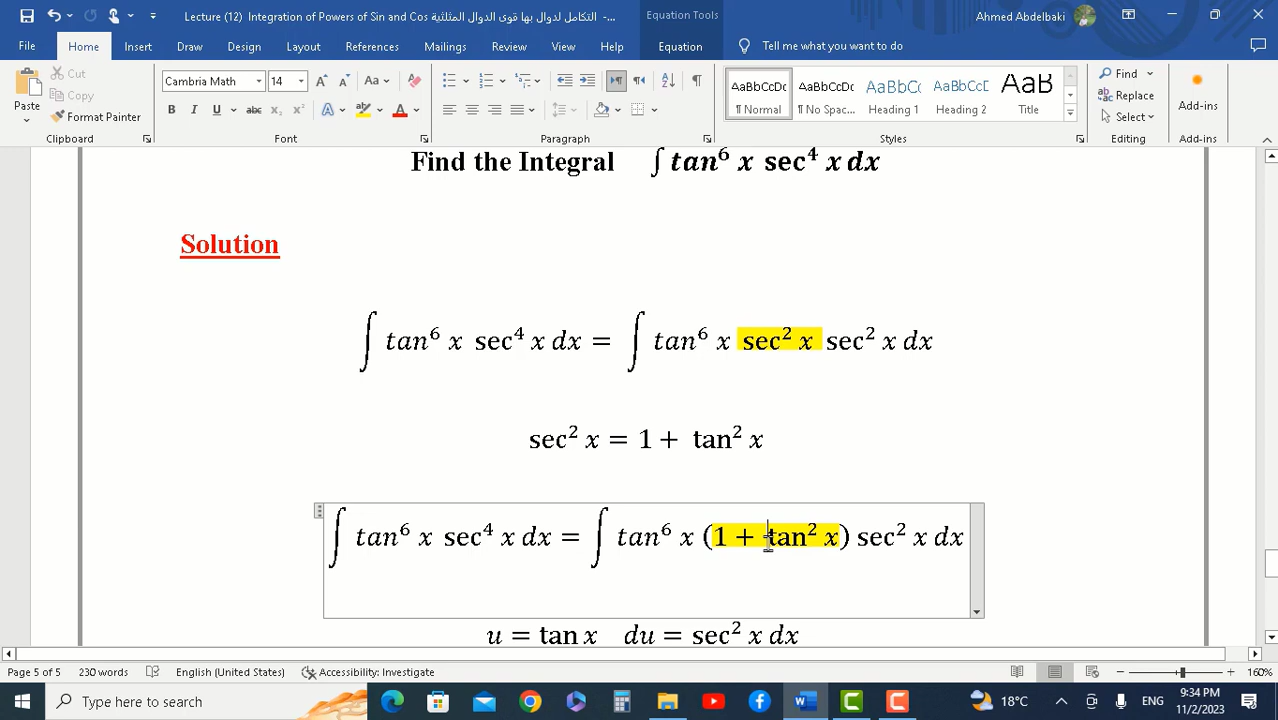 Lecture (12) Integration of Powers of Sin and Cos التكامل لدوال بها قوى الدوال المثلثية-...
Equation Tools
Ahmed Abdelbaki
File Home Insert Draw Design Layout References Mailings Review View Help Equation Tell me what you want to do
Paste
Cut
Copy
Format Painter
Clipboard
Cambria Math 14
Font
Paragraph
AaBbCcDc ¶ Normal
AaBbCcDc ¶ No Spac...
AaBbCc Heading 1
AaBbCcC Heading 2
AaB Title
Styles
Find
Replace
Select
Editing
Add-ins
Add-ins
Find the Integral ∫ tan⁶ x sec⁴ x dx
Solution
∫ tan⁶ x sec⁴ x dx = ∫ tan⁶ x sec² x sec² x dx
sec² x = 1 + tan² x
∫ tan⁶ x sec⁴ x dx = ∫ tan⁶ x (1 + tan² x) sec² x dx
u = tan x du = sec² x dx
Page 5 of 5 230 words English (United States) Accessibility: Investigate 160%
Type here to search
18°C
ENG
9:34 PM
11/2/2023